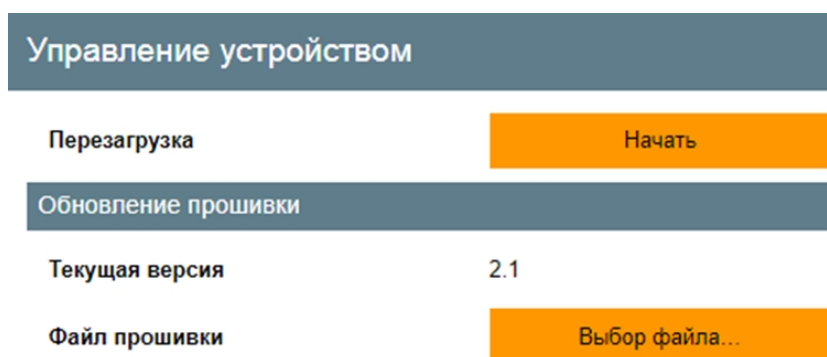 Управление устройством
Перезагрузка Начать
Обновление прошивки
Текущая версия 2.1
Файл прошивки Выбор файла...